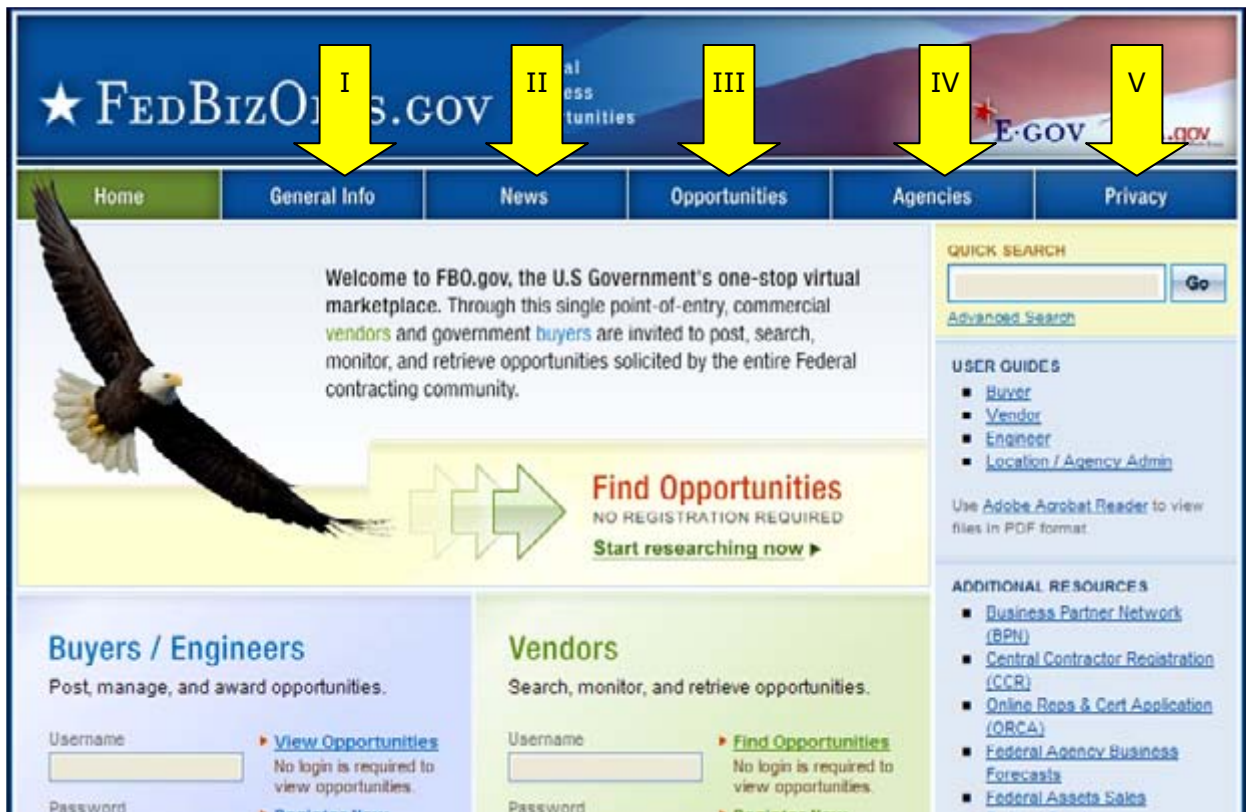 I
II
III
IV
V
al
ess
tunities
★ FEDBIZO S.GOV
E·GOV
.gov
Home
General Info
News
Opportunities
Agencies
Privacy
Welcome to FBO.gov, the U.S Government's one-stop virtual
marketplace. Through this single point-of-entry, commercial
vendors and government buyers are invited to post, search,
monitor, and retrieve opportunities solicited by the entire Federal
contracting community.
Find Opportunities
NO REGISTRATION REQUIRED
Start researching now
QUICK SEARCH
Go
Advanced Search
USER GUIDES
Buyer
Vendor
Engineer
Location / Agency Admin
Use Adobe Acrobat Reader to view
files in PDF format.
ADDITIONAL RESOURCES
Business Partner Network
(BPN)
Central Contractor Registration
(CCR)
Online Reps & Cert Application
(ORCA)
Federal Agency Business
Forecasts
Federal Assets Sales
Buyers / Engineers
Post, manage, and award opportunities.
Username
View Opportunities
No login is required to
view opportunities.
Password
Vendors
Search, monitor, and retrieve opportunities.
Username
Find Opportunities
No login is required to
view opportunities.
Password